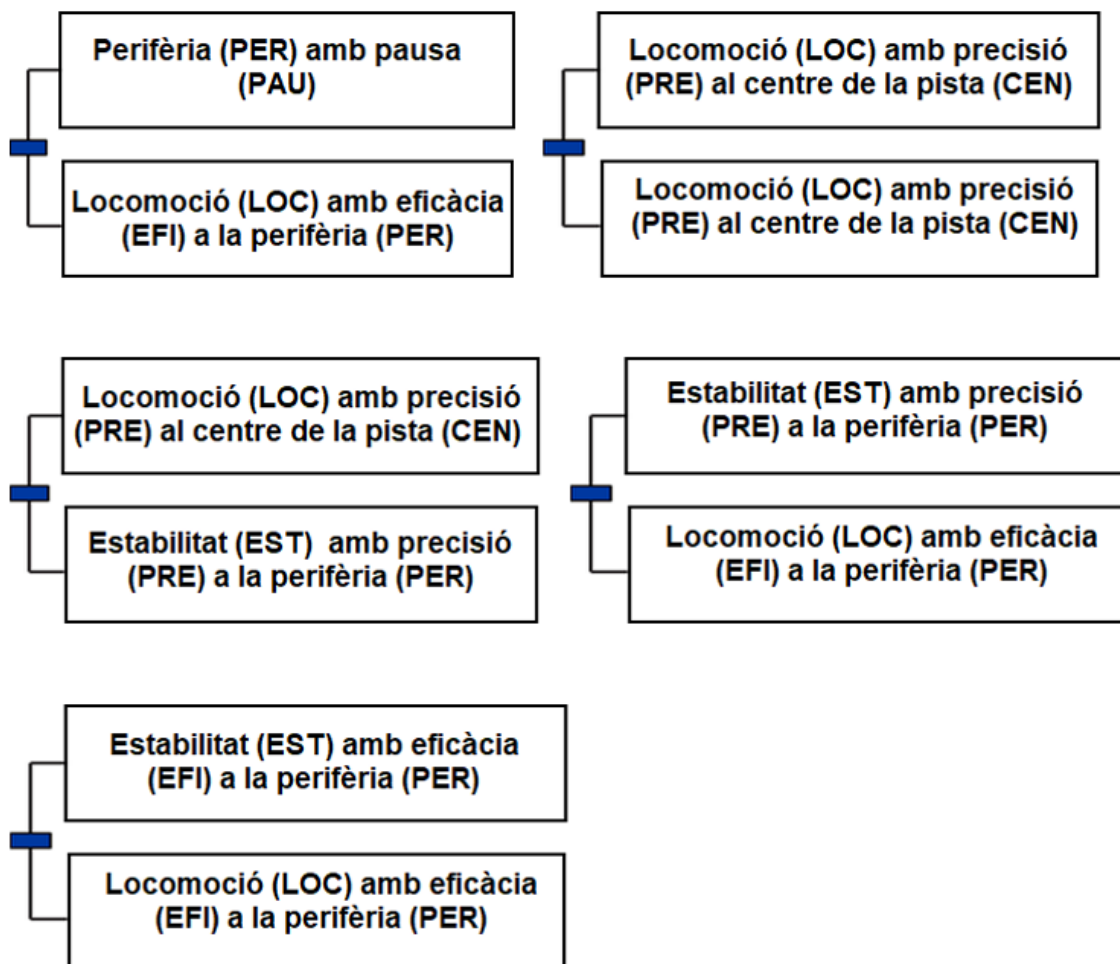 Perifèria (PER) amb pausa
(PAU)
Locomoció (LOC) amb eficàcia
(EFI) a la perifèria (PER)
Locomoció (LOC) amb precisió
(PRE) al centre de la pista (CEN)
Locomoció (LOC) amb precisió
(PRE) al centre de la pista (CEN)
Locomoció (LOC) amb precisió
(PRE) al centre de la pista (CEN)
Estabilitat (EST) amb precisió
(PRE) a la perifèria (PER)
Estabilitat (EST) amb precisió
(PRE) a la perifèria (PER)
Locomoció (LOC) amb eficàcia
(EFI) a la perifèria (PER)
Estabilitat (EST) amb eficàcia
(EFI) a la perifèria (PER)
Locomoció (LOC) amb eficàcia
(EFI) a la perifèria (PER)